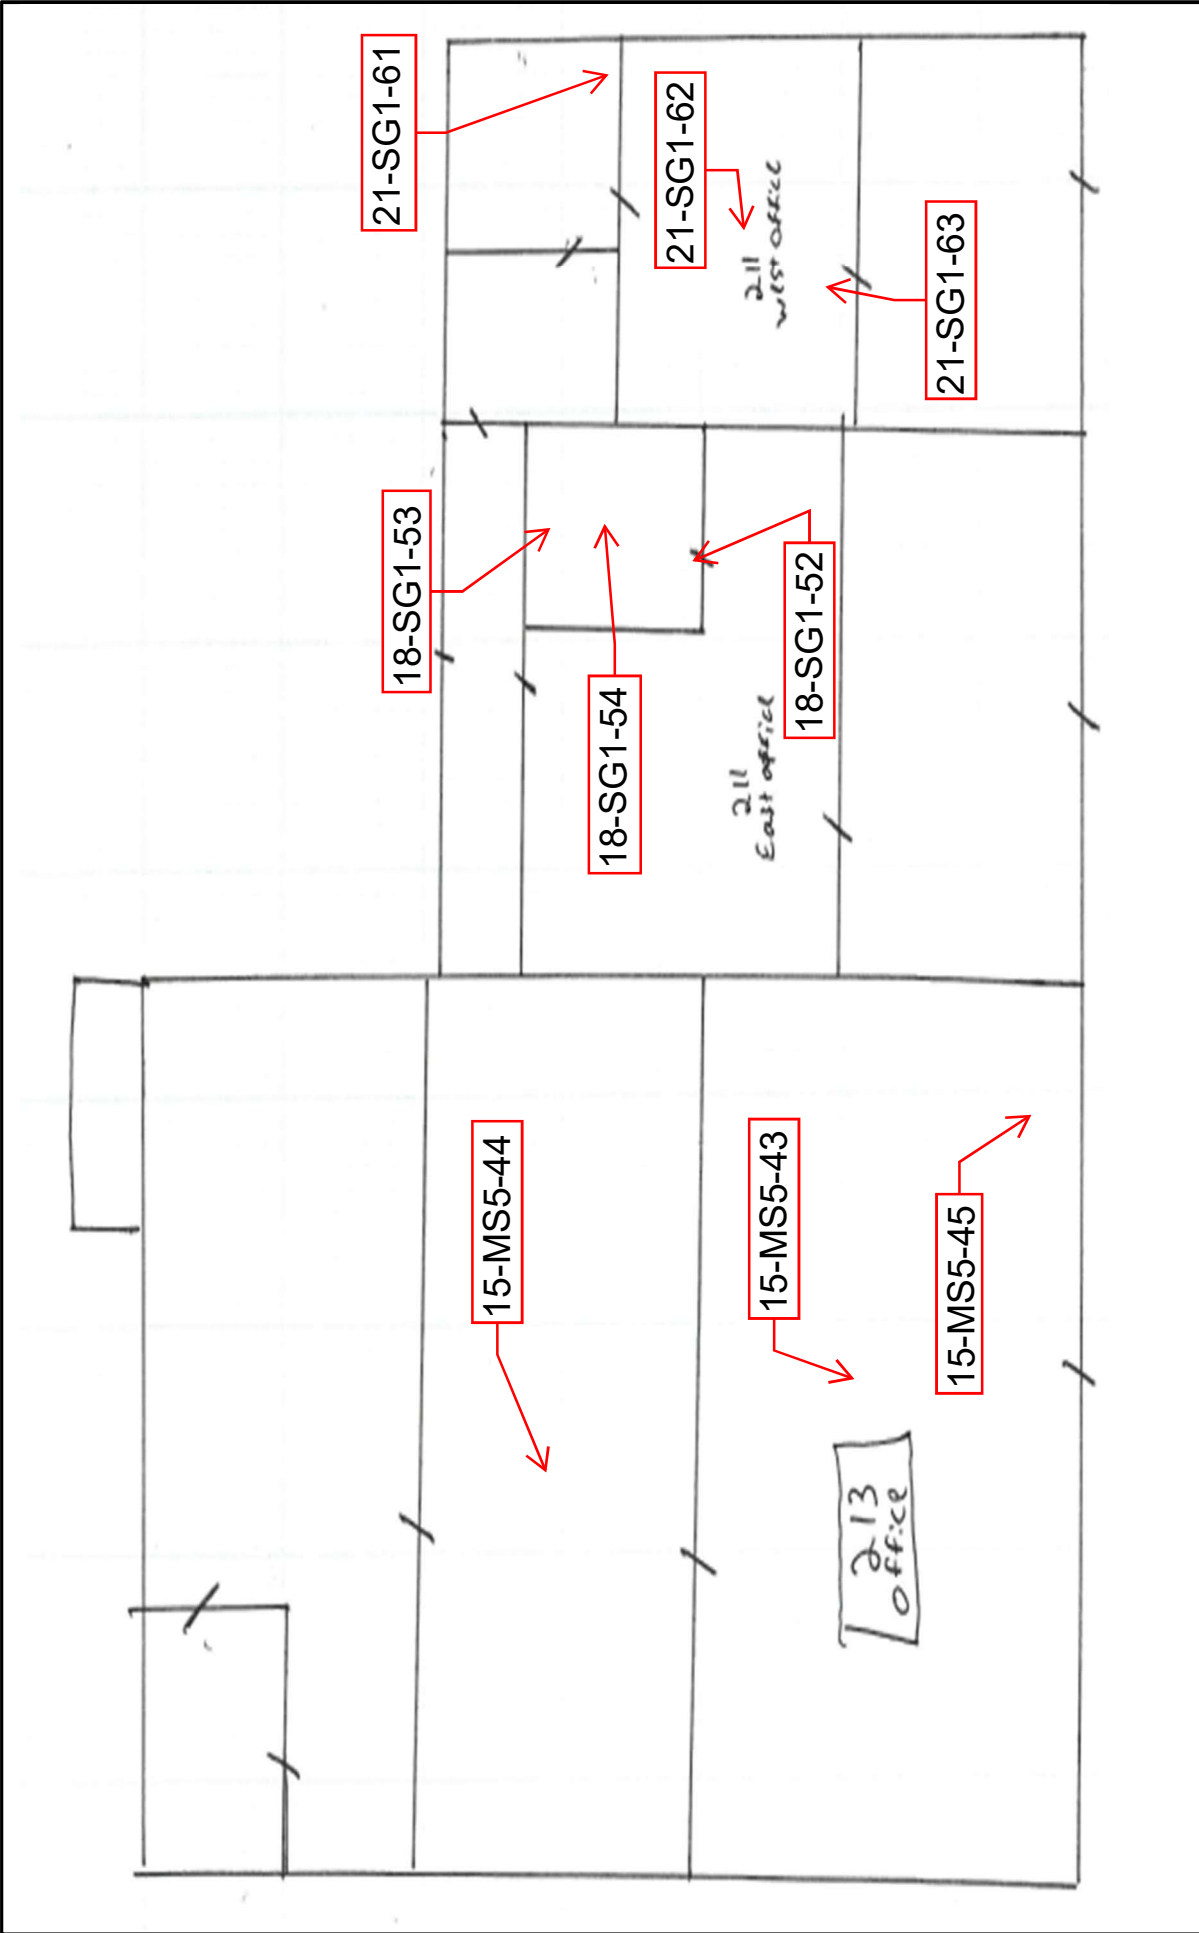 15-MS5-44
15-MS5-43
15-MS5-45
213
office
18-SG1-53
18-SG1-54
18-SG1-52
211
East office
21-SG1-61
21-SG1-62
21-SG1-63
211
west office